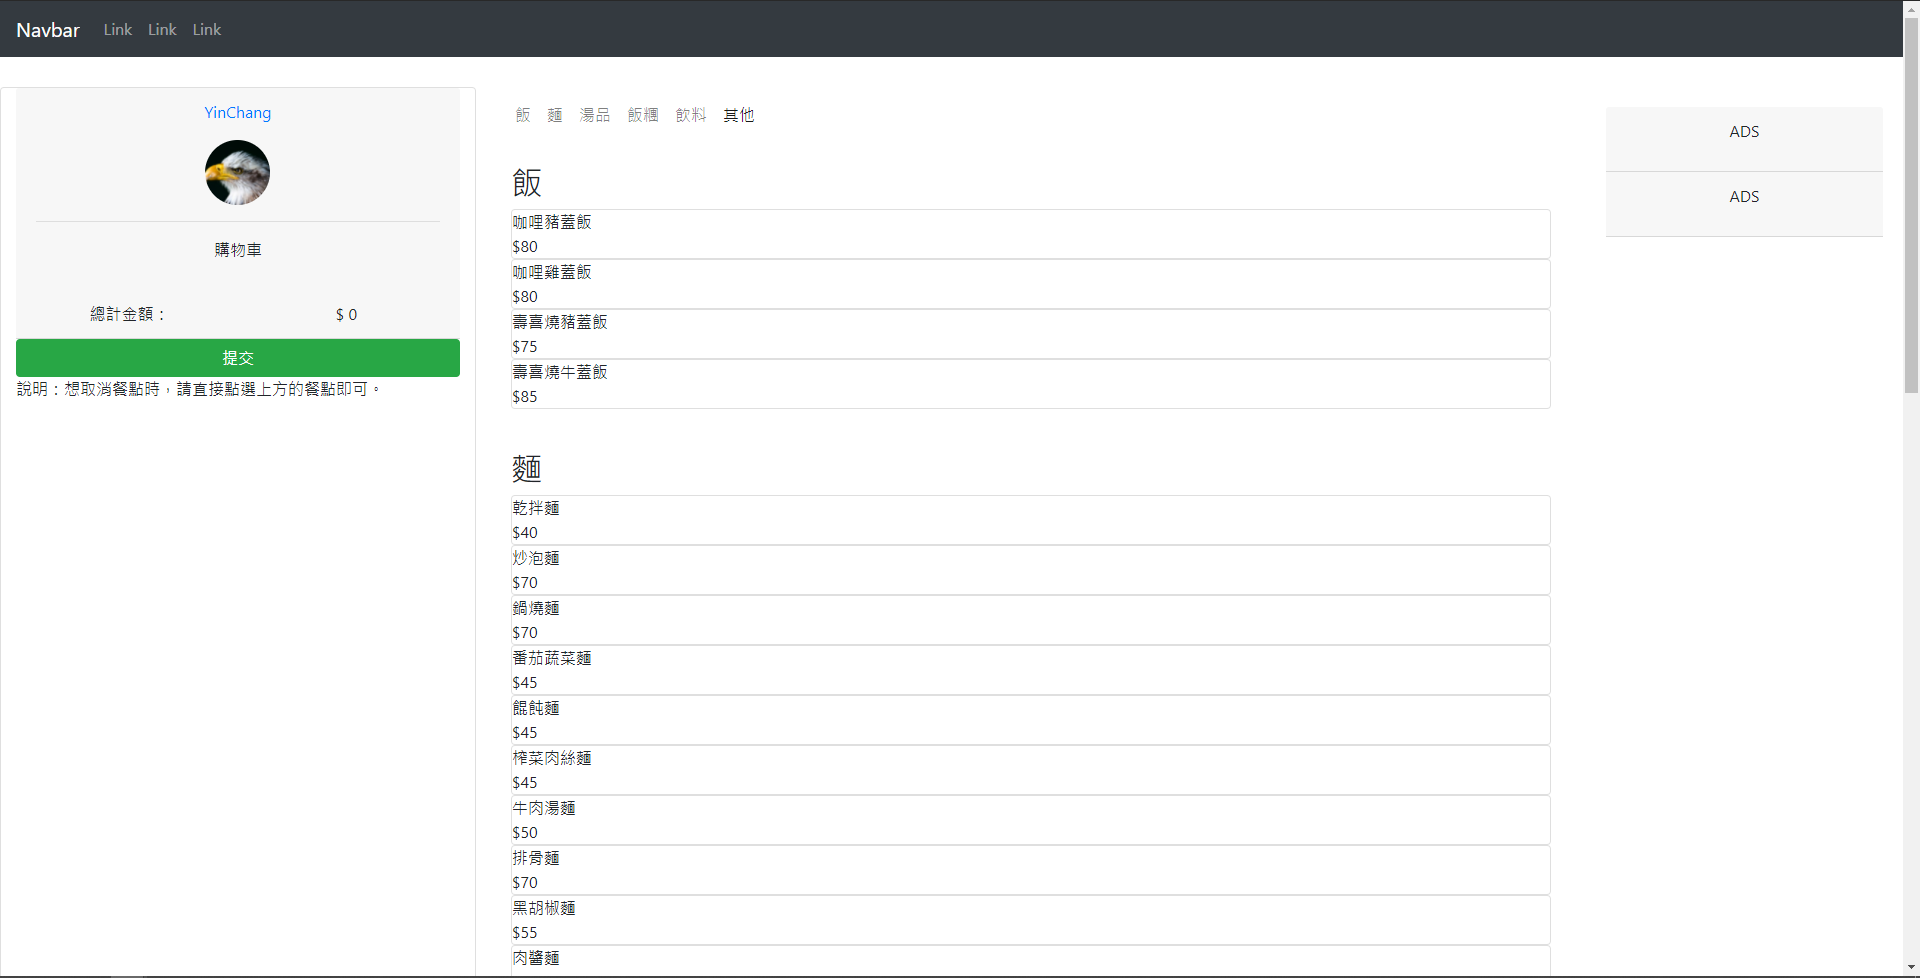 Navbar Link Link Link
YinChang
購物車
總計金額： $ 0
提交
說明：想取消餐點時，請直接點選上方的餐點即可。
飯 麵 湯品 飯糰 飲料 其他
飯
咖哩豬蓋飯
$80
咖哩雞蓋飯
$80
壽喜燒豬蓋飯
$75
壽喜燒牛蓋飯
$85
麵
乾拌麵
$40
炒泡麵
$70
鍋燒麵
$70
番茄蔬菜麵
$45
餛飩麵
$45
榨菜肉絲麵
$45
牛肉湯麵
$50
排骨麵
$70
黑胡椒麵
$55
肉醬麵
ADS
ADS